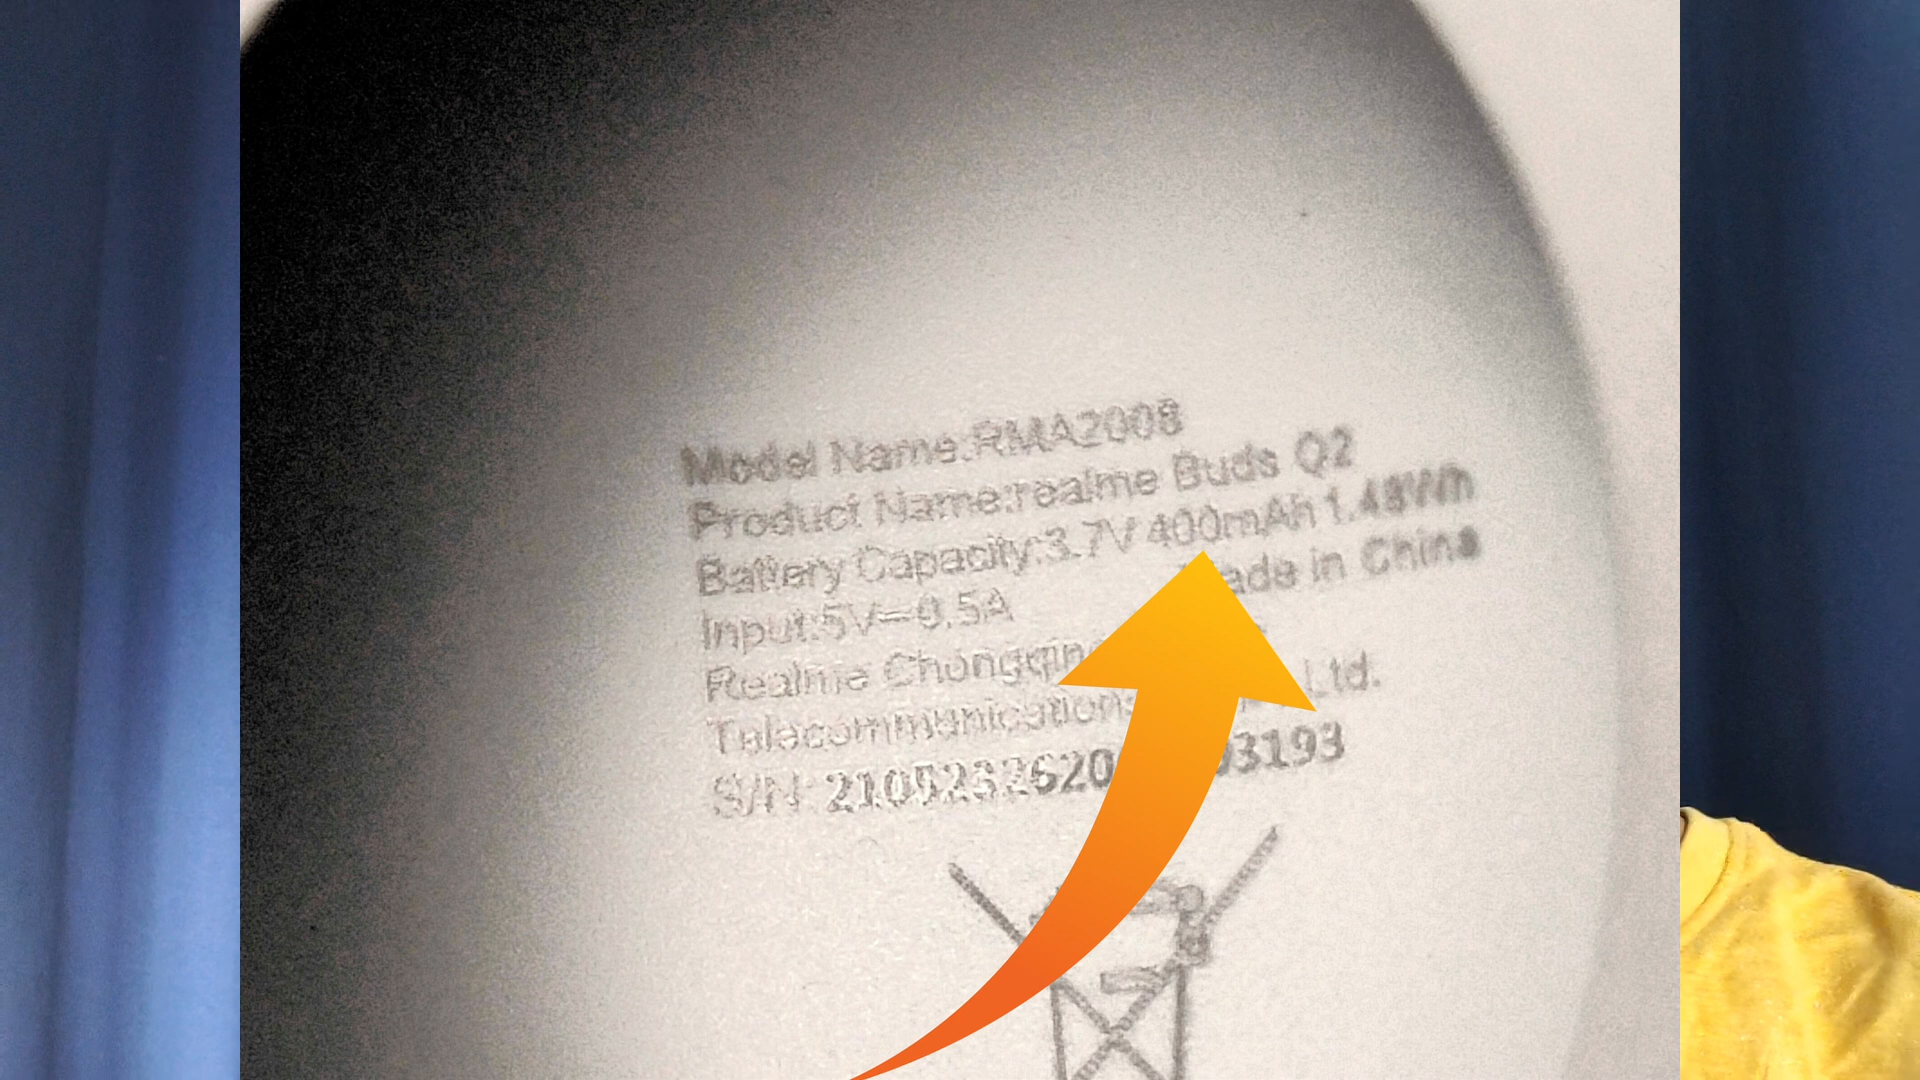 Model Name:RMA2008
Product Name:realme Buds Q2
Battery Capacity:3.7V 400mAh 1.48Wh
Input:5V⎓0.5A Made in China
Realme Chongqing
Telecommunications Ltd.
S/N: